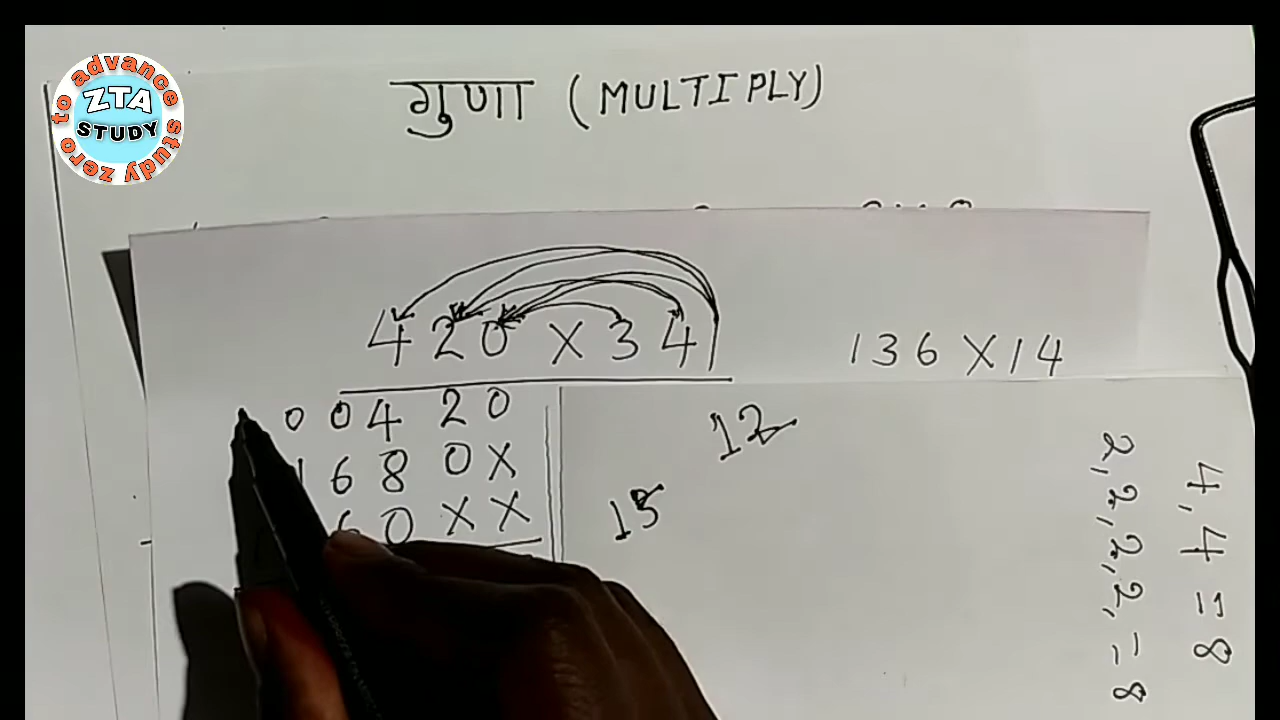 zero to advance study
ZTA
STUDY
गुणा (MULTIPLY)
420 X 341
136 X 14
0 0 4 2 0
1 6 8 0 X
6 0 X X
12
15
4, 4 = 8
2, 2, 2, 2, = 8